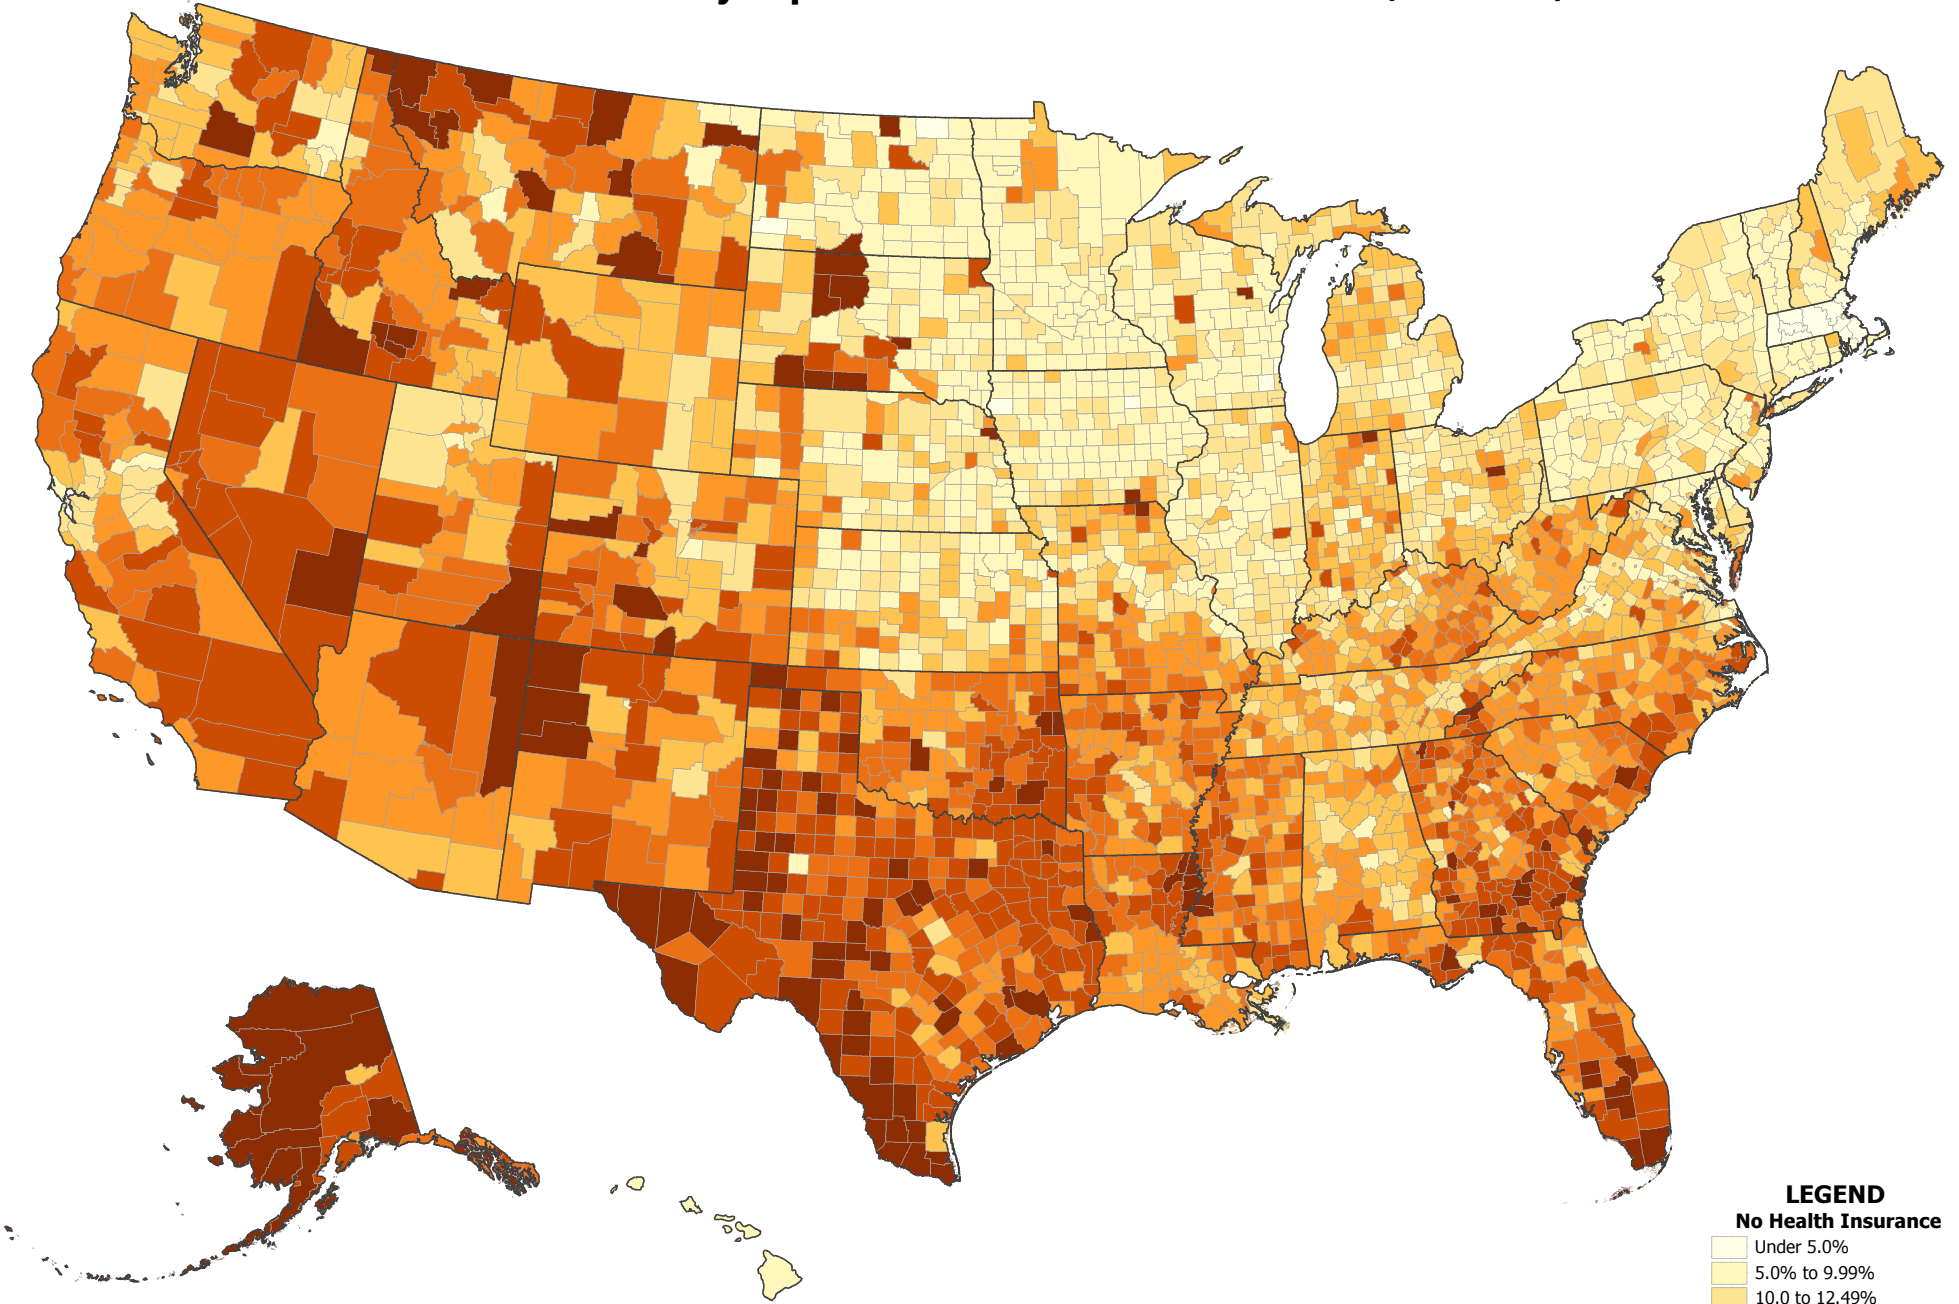 LEGEND
No Health Insurance
Under 5.0%
5.0% to 9.99%
10.0 to 12.49%